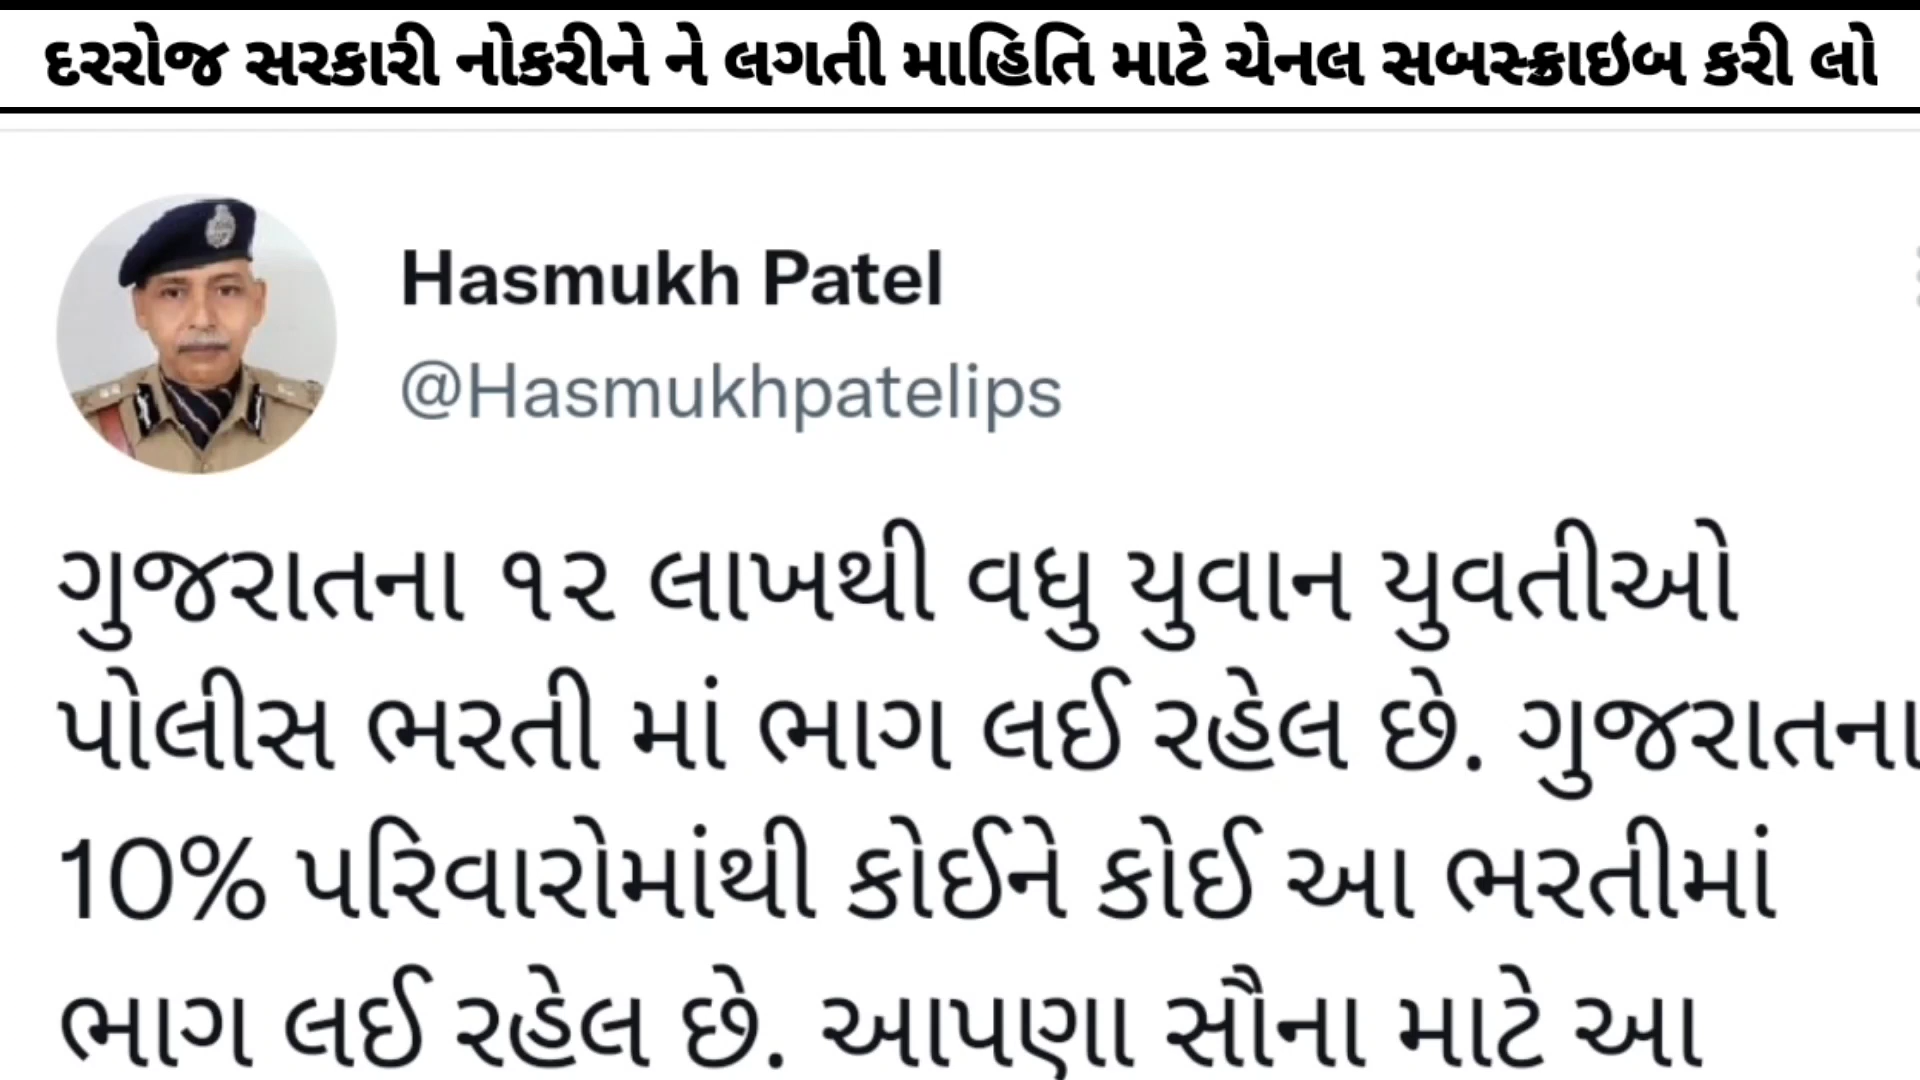 દરરોજ સરકારી નોકરીને ને લગતી માહિતિ માટે ચેનલ સબસ્ક્રાઇબ કરી લો
Hasmukh Patel
@Hasmukhpatelips
ગુજરાતના ૧૨ લાખથી વધુ યુવાન યુવતીઓ
પોલીસ ભરતી માં ભાગ લઈ રહેલ છે. ગુજરાતના
10% પરિવારોમાંથી કોઈને કોઈ આ ભરતીમાં
ભાગ લઈ રહેલ છે. આપણા સૌના માટે આ